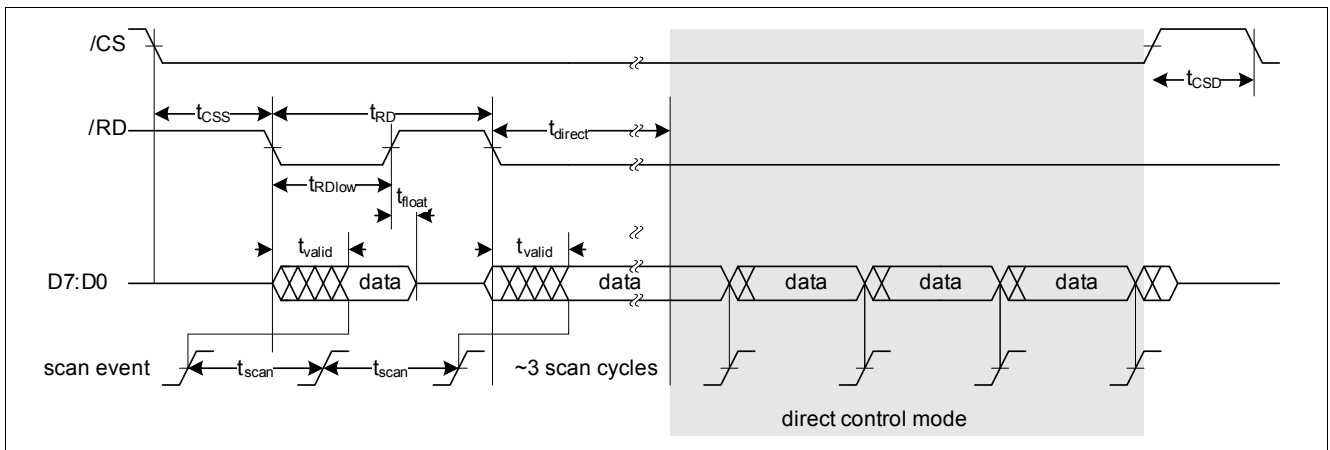 /CS
tCSD
tCSS
tRD
/RD
tdirect
tRDlow
tfloat
tvalid
tvalid
D7:D0
data
data
data
data
data
scan event
tscan
tscan
~3 scan cycles
direct control mode